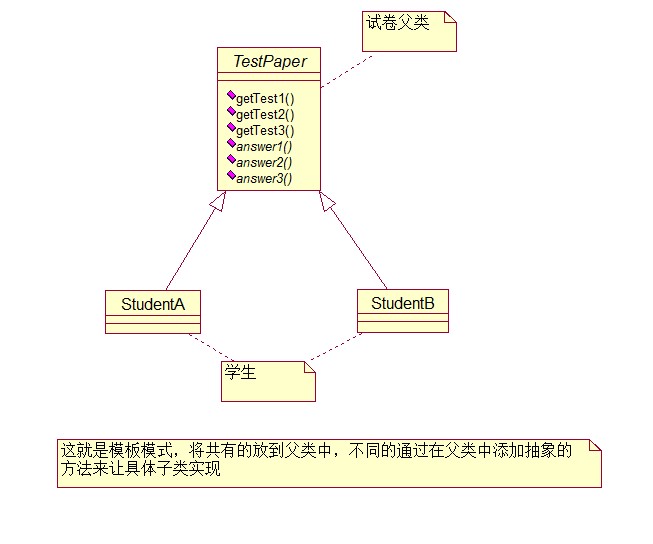 试卷父类
TestPaper
getTest1()
getTest2()
getTest3()
answer1()
answer2()
answer3()
StudentA
StudentB
学生
这就是模板模式，将共有的放到父类中，不同的通过在父类中添加抽象的
方法来让具体子类实现